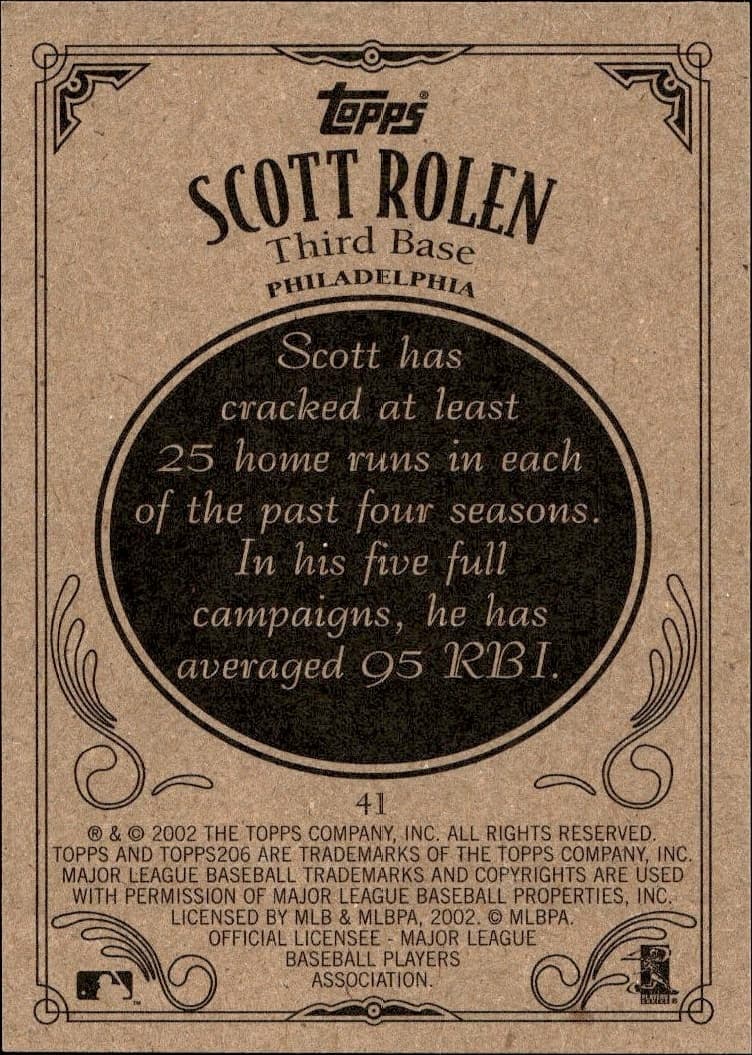 Topps®
SCOTT ROLEN
Third Base
PHILADELPHIA
Scott has
cracked at least
25 home runs in each
of the past four seasons.
In his five full
campaigns, he has
averaged 95 RBI.
41
® & © 2002 THE TOPPS COMPANY, INC. ALL RIGHTS RESERVED.
TOPPS AND TOPPS206 ARE TRADEMARKS OF THE TOPPS COMPANY, INC.
MAJOR LEAGUE BASEBALL TRADEMARKS AND COPYRIGHTS ARE USED
WITH PERMISSION OF MAJOR LEAGUE BASEBALL PROPERTIES, INC.
LICENSED BY MLB & MLBPA, 2002. © MLBPA.
OFFICIAL LICENSEE - MAJOR LEAGUE
BASEBALL PLAYERS
ASSOCIATION.
™